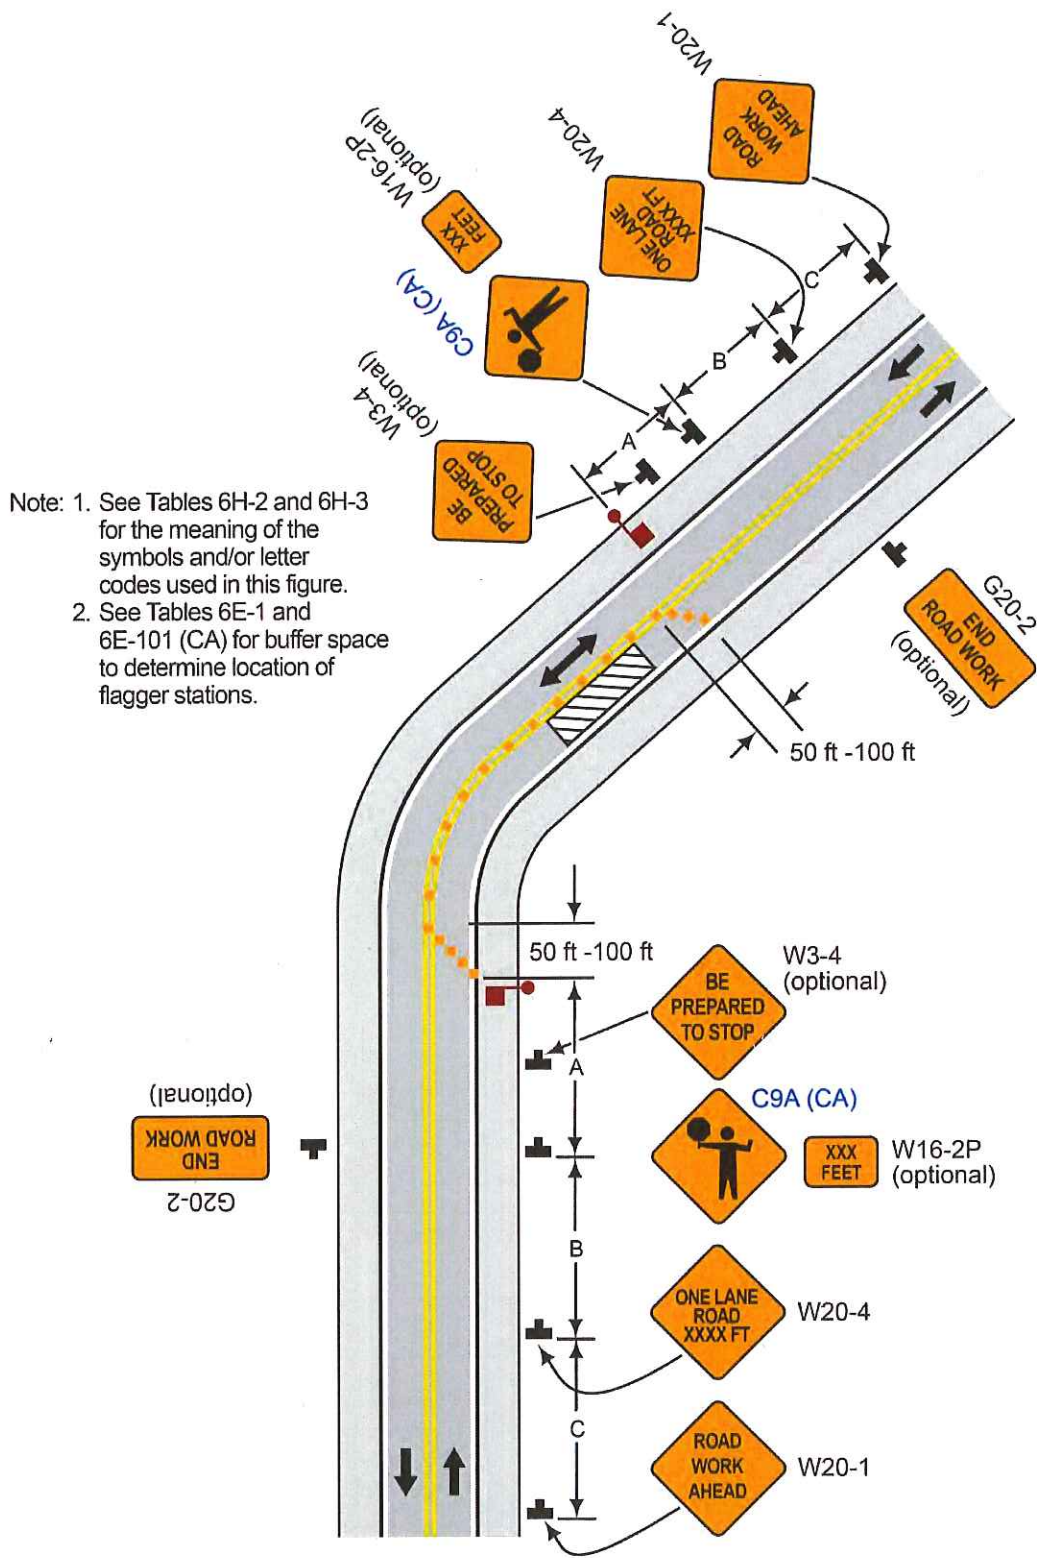 W20-1
ROAD
WORK
AHEAD
W20-4
ONE LANE
ROAD
XXXX FT
W16-2P
(optional)
XXX
FEET
C9A (CA)
W3-4
(optional)
BE
PREPARED
TO STOP
C
B
A
Note: 1. See Tables 6H-2 and 6H-3
for the meaning of the
symbols and/or letter
codes used in this figure.
2. See Tables 6E-1 and
6E-101 (CA) for buffer space
to determine location of
flagger stations.
G20-2
END
ROAD WORK
(optional)
50 ft -100 ft
50 ft -100 ft
W3-4
(optional)
BE
PREPARED
TO STOP
A
C9A (CA)
XXX
FEET
W16-2P
(optional)
G20-2
END
ROAD WORK
(optional)
B
ONE LANE
ROAD
XXXX FT
W20-4
C
ROAD
WORK
AHEAD
W20-1